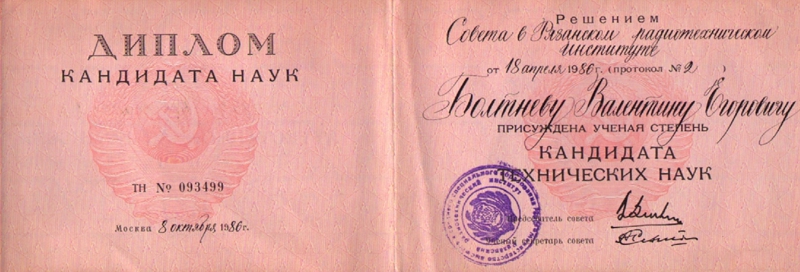 ДИПЛОМ
КАНДИДАТА НАУК
ТН № 093499
Москва 8 октября 1986г.
Решением
Совета в Рязанском радиотехническом
институте
от 18 апреля 1986 г. (протокол № 2)
Болтневу Валентину Егоровичу
ПРИСУЖДЕНА УЧЕНАЯ СТЕПЕНЬ
КАНДИДАТА
ТЕХНИЧЕСКИХ НАУК
Председатель совета
Ученый секретарь совета